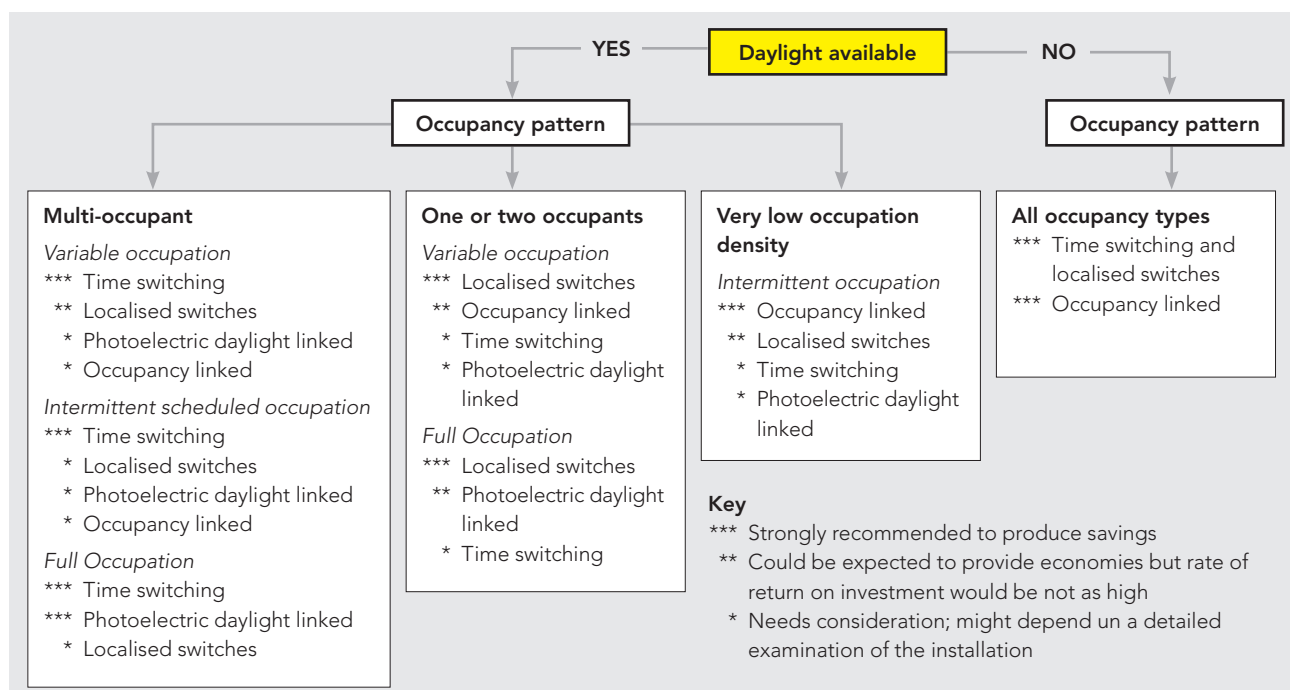 YES
Daylight available
NO
Occupancy pattern
Occupancy pattern
Multi-occupant
Variable occupation
*** Time switching
** Localised switches
* Photoelectric daylight linked
* Occupancy linked
Intermittent scheduled occupation
*** Time switching
* Localised switches
* Photoelectric daylight linked
* Occupancy linked
Full Occupation
*** Time switching
*** Photoelectric daylight linked
* Localised switches
One or two occupants
Variable occupation
*** Localised switches
** Occupancy linked
* Time switching
* Photoelectric daylight
linked
Full Occupation
*** Localised switches
** Photoelectric daylight
linked
* Time switching
Very low occupation
density
Intermittent occupation
*** Occupancy linked
** Localised switches
* Time switching
* Photoelectric daylight
linked
All occupancy types
*** Time switching and
localised switches
*** Occupancy linked
Key
*** Strongly recommended to produce savings
** Could be expected to provide economies but rate of
return on investment would be not as high
* Needs consideration; might depend un a detailed
examination of the installation